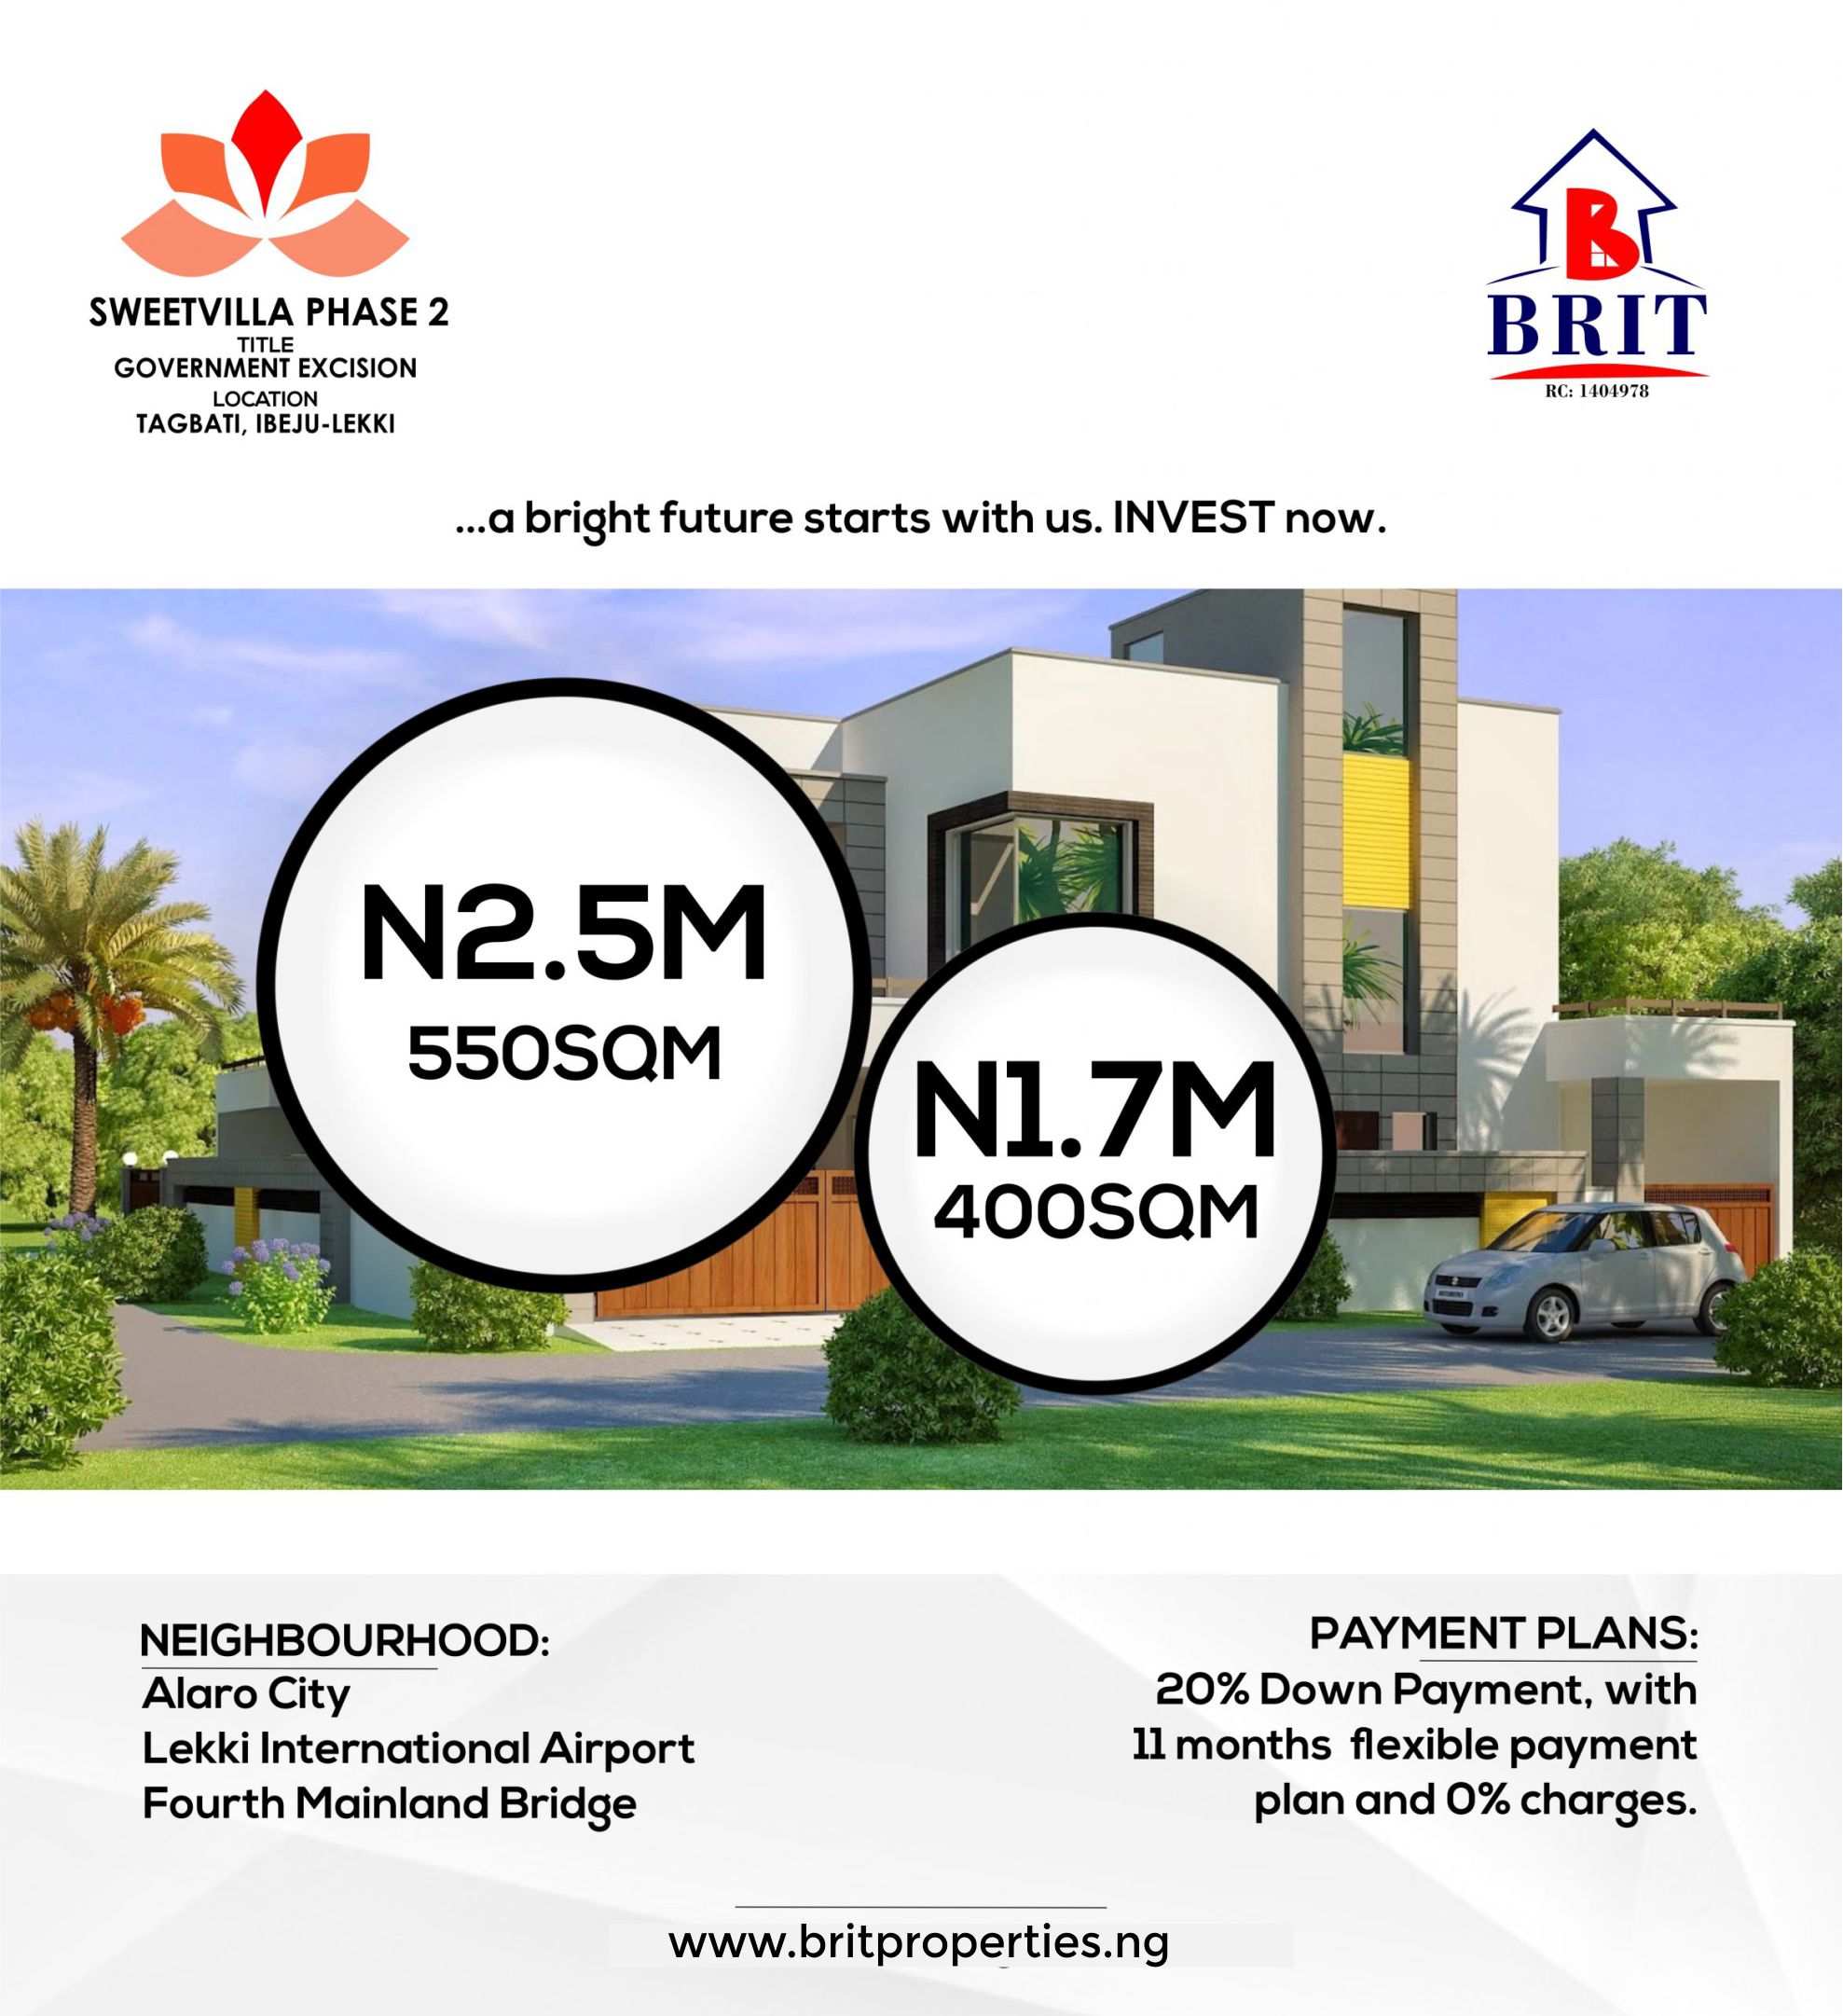 SWEETVILLA PHASE 2
TITLE
GOVERNMENT EXCISION
LOCATION
TAGBATI, IBEJU-LEKKI
B
BRIT
RC: 1404978
...a bright future starts with us. INVEST now.
N2.5M
550SQM
N1.7M
400SQM
NEIGHBOURHOOD:
Alaro City
Lekki International Airport
Fourth Mainland Bridge
PAYMENT PLANS:
20% Down Payment, with
11 months flexible payment
plan and 0% charges.
www.britproperties.ng